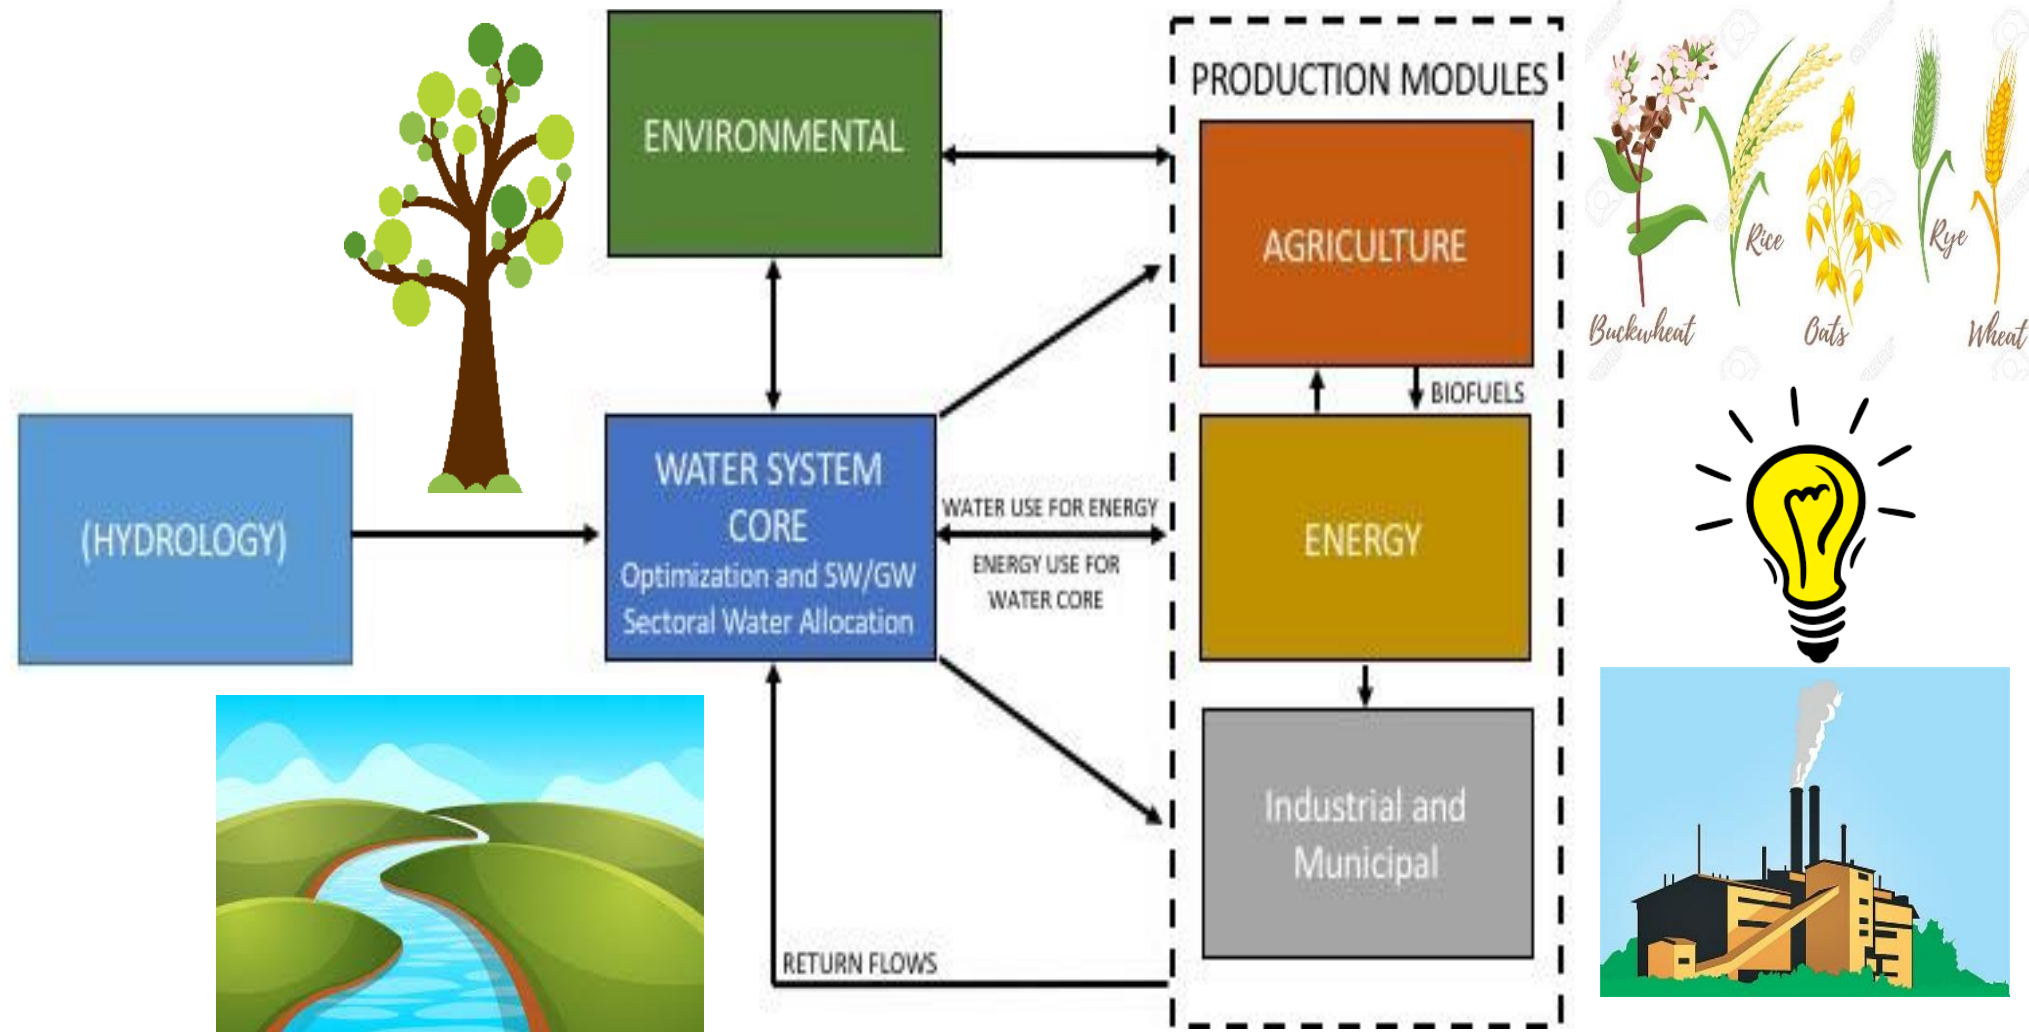 ENVIRONMENTAL
PRODUCTION MODULES
AGRICULTURE
BIOFUELS
(HYDROLOGY)
WATER SYSTEM
CORE
Optimization and SW/GW
Sectoral Water Allocation
WATER USE FOR ENERGY
ENERGY USE FOR
WATER CORE
ENERGY
Industrial and
Municipal
RETURN FLOWS
Buckwheat
Rice
Oats
Rye
Wheat